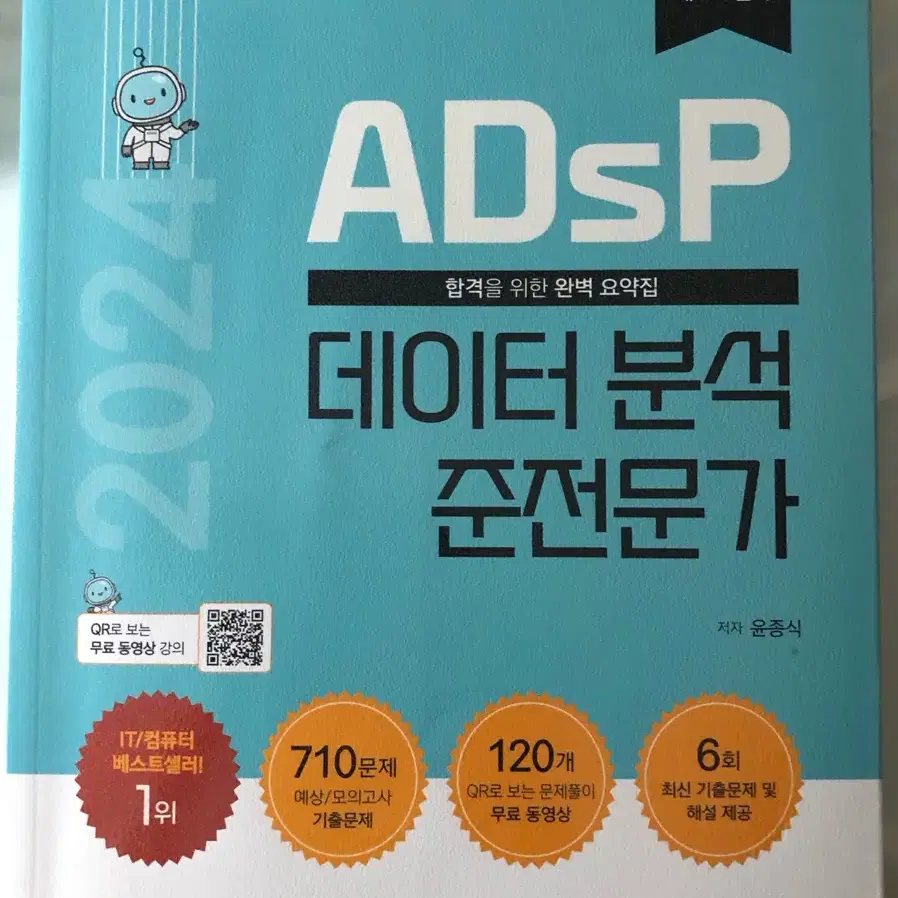 ADsP
합격을 위한 완벽 요약집
데이터 분석
준전문가
2024
QR로 보는
무료 동영상 강의
저자 윤종식
IT/컴퓨터
베스트셀러!
1위
710문제
예상/모의고사
기출문제
120개
QR로 보는 문제풀이
무료 동영상
6회
최신 기출문제 및
해설 제공